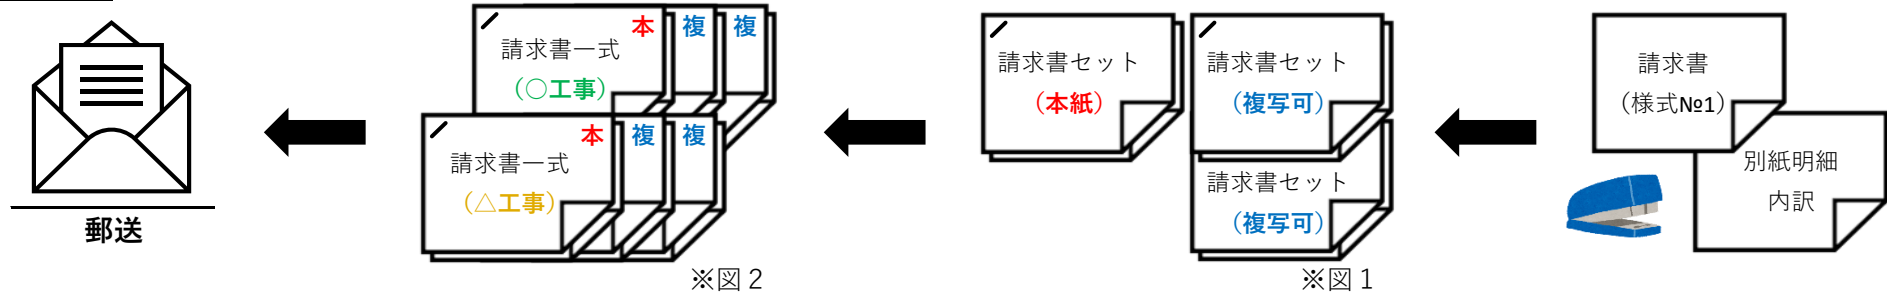 郵送
本 複 複
請求書一式
(○工事)
本 複 複
請求書一式
(△工事)
※図２
請求書セット
(本紙)
請求書セット
(複写可)
請求書セット
(複写可)
※図１
請求書
(様式№1)
別紙明細
内訳